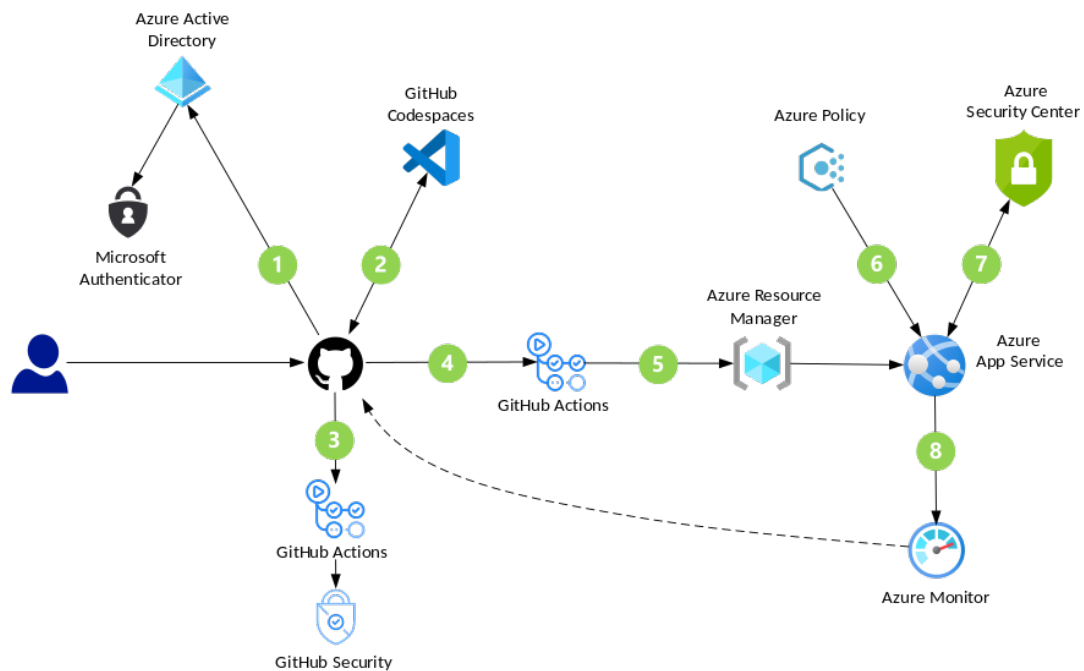 Azure Active
Directory
GitHub
Codespaces
Azure Policy
Azure
Security Center
Microsoft
Authenticator
1
2
6
7
Azure Resource
Manager
Azure
App Service
4
5
GitHub Actions
3
8
GitHub Actions
Azure Monitor
GitHub Security